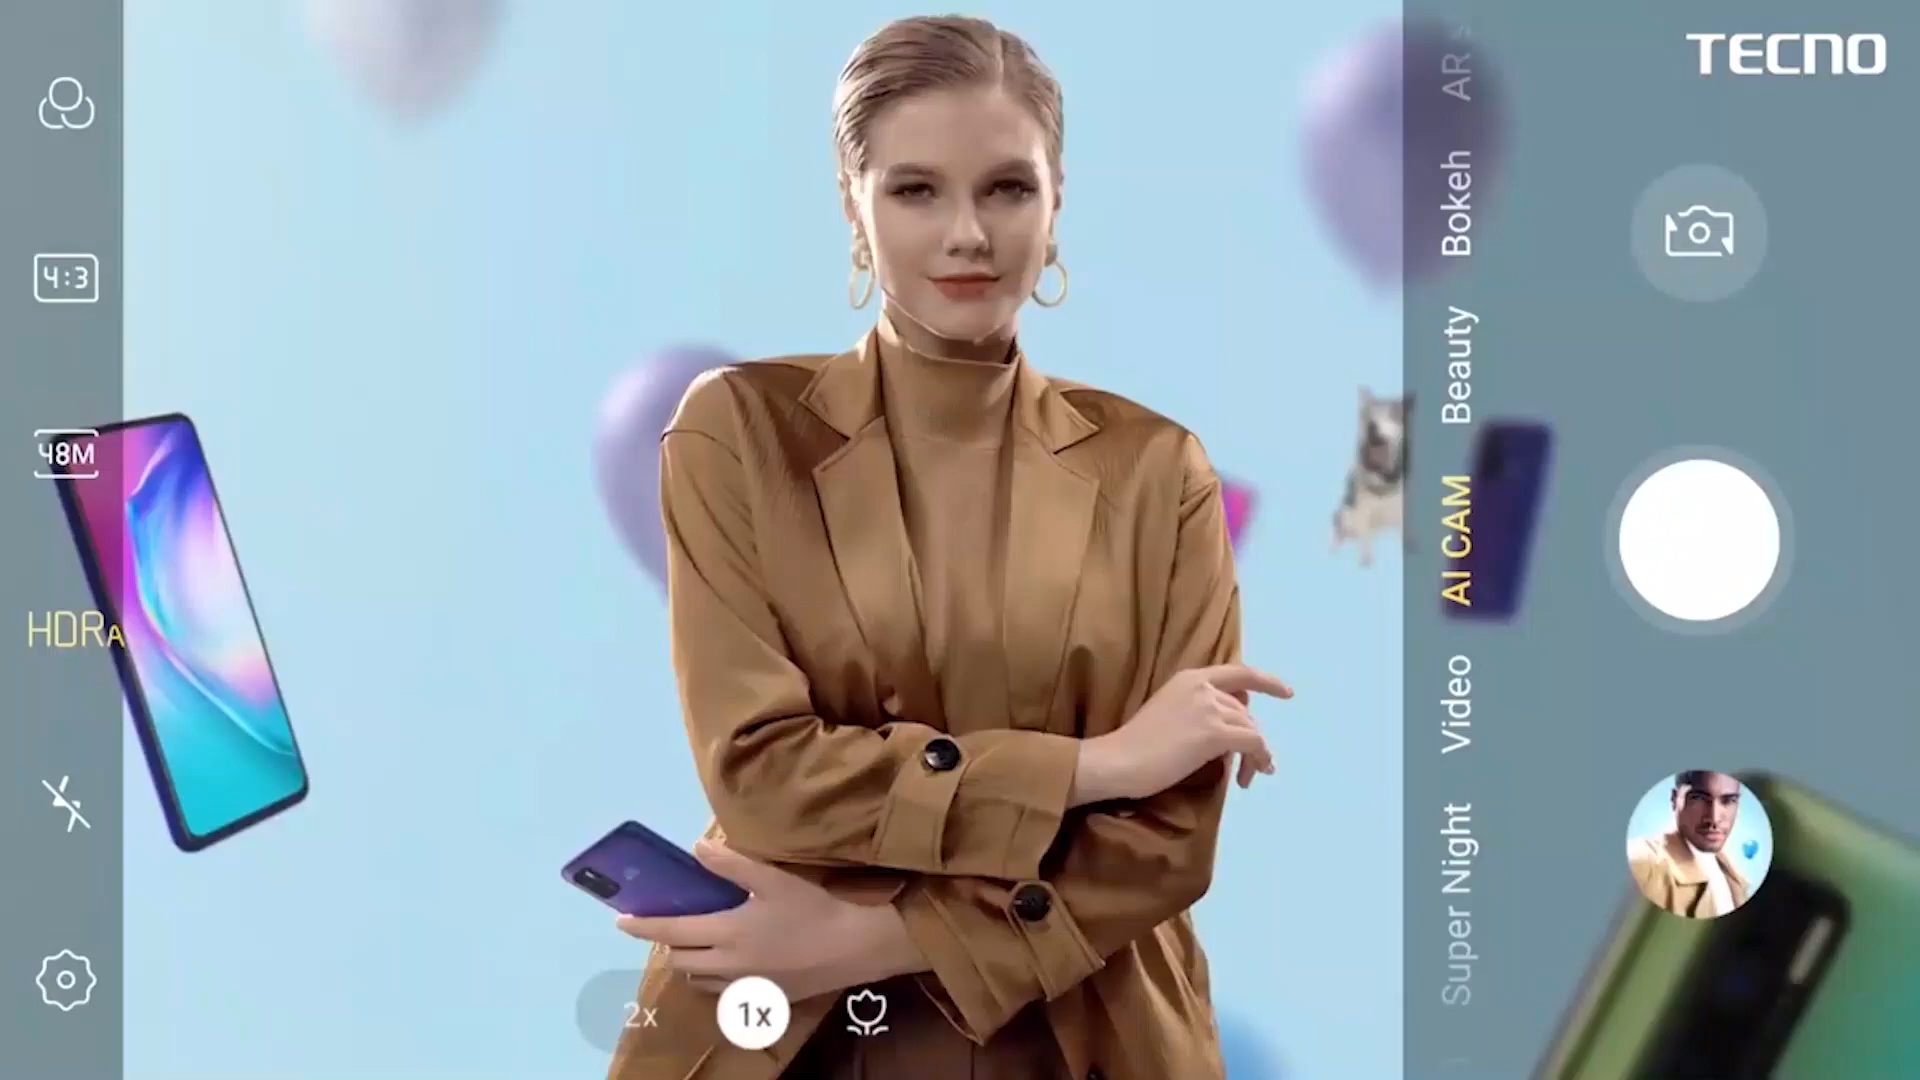 TECNO
4:3
48M
HDRA
AR S
Bokeh
Beauty
AI CAM
Video
Super Night
2x
1x